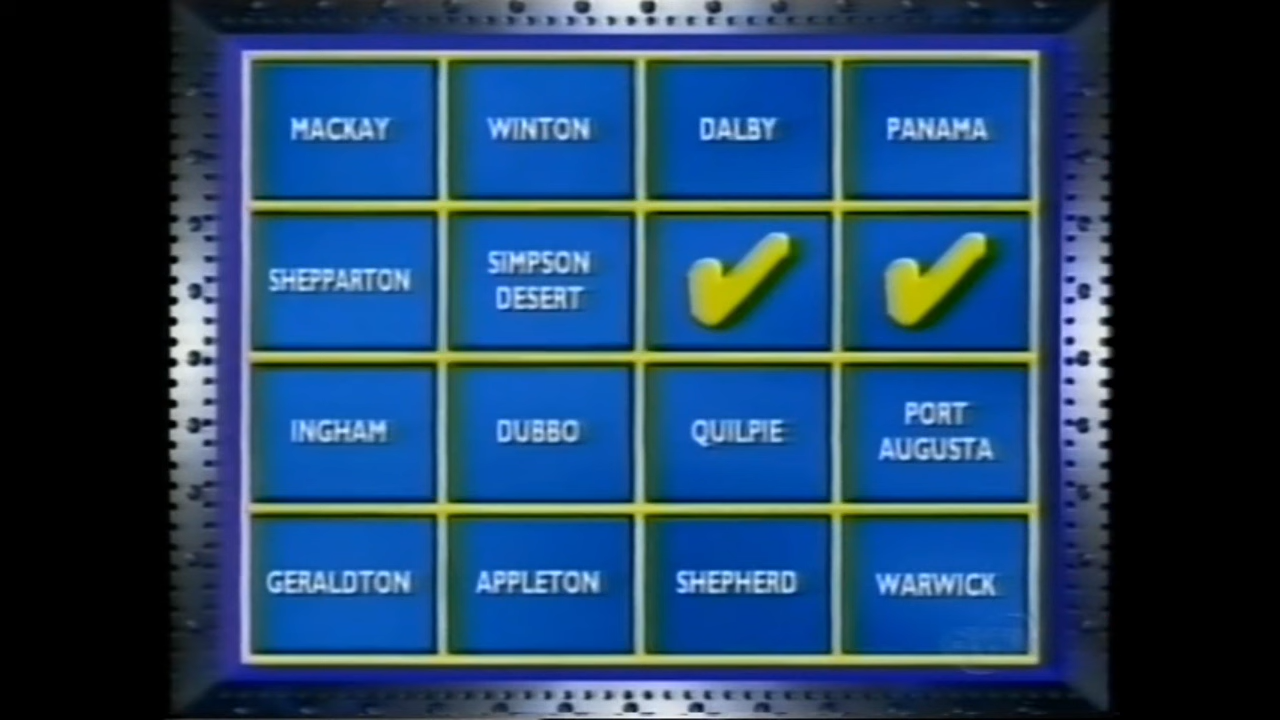 MACKAY
WINTON
DALBY
PANAMA
SHEPPARTON
SIMPSON
DESERT
INGHAM
DUBBO
QUILPIE
PORT
AUGUSTA
GERALDTON
APPLETON
SHEPHERD
WARWICK